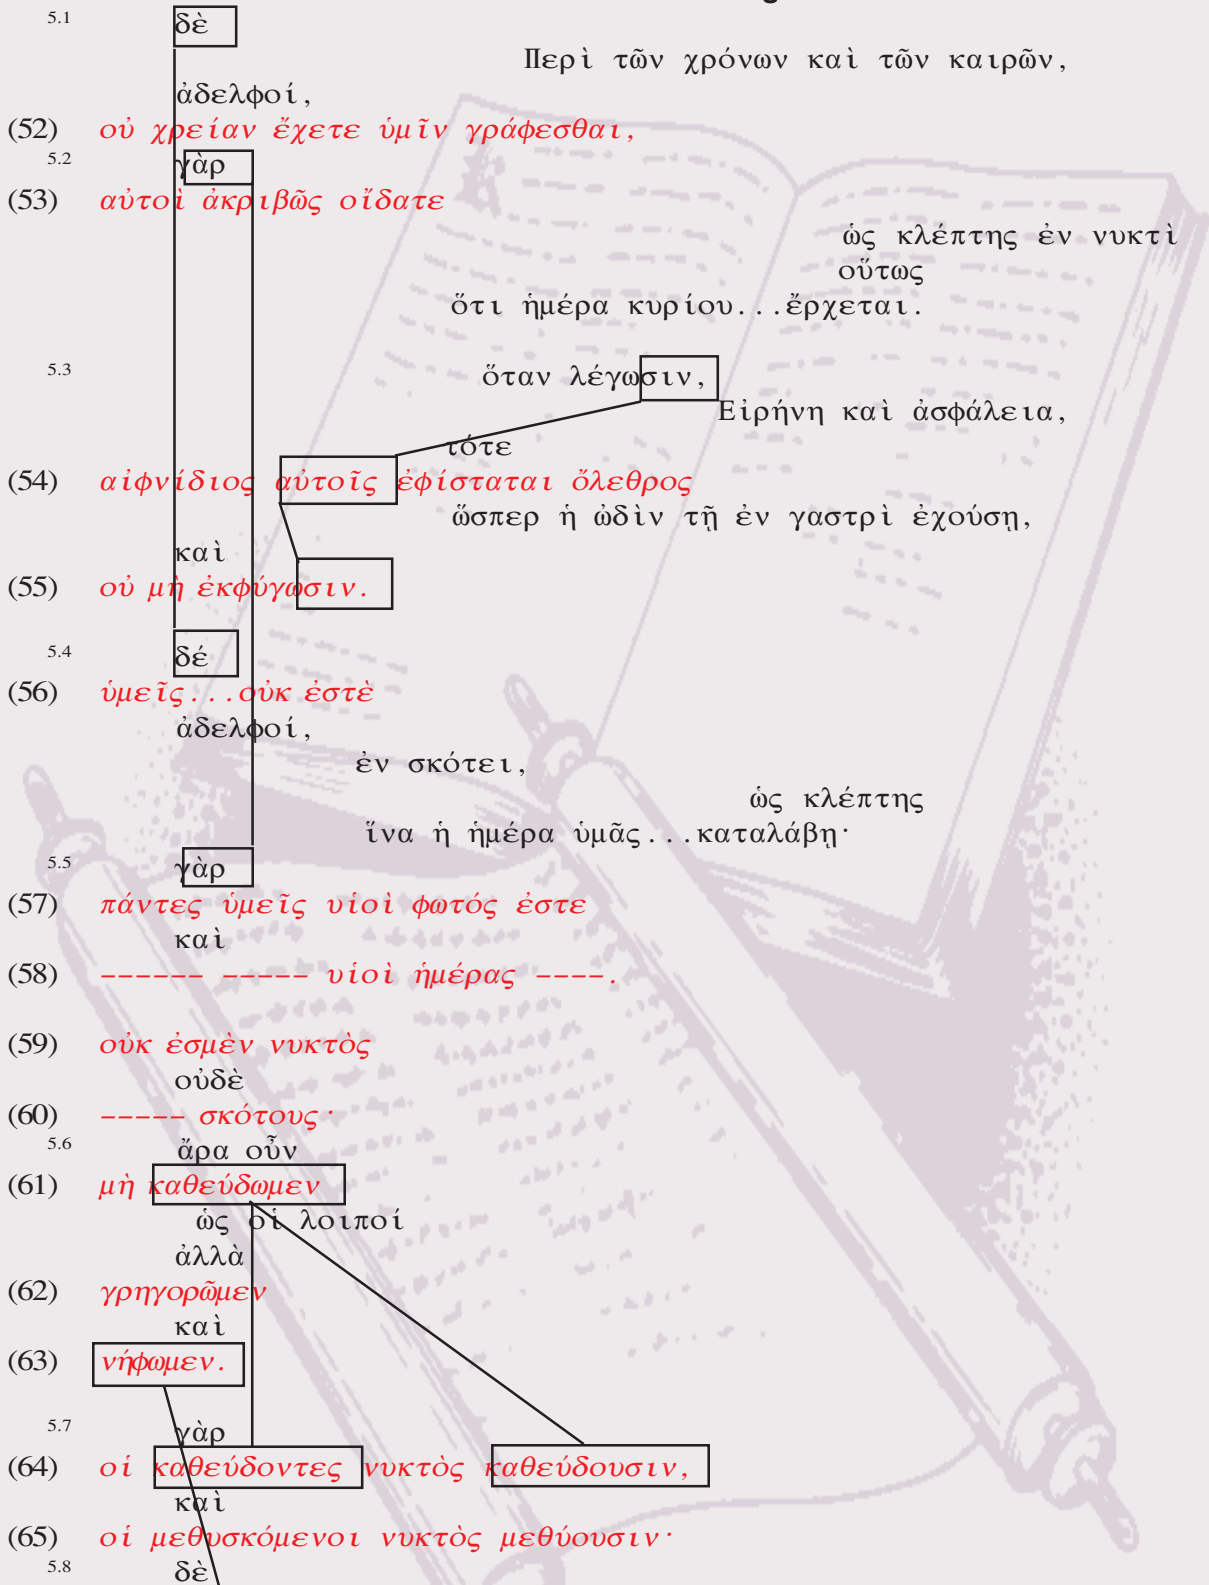 5.1 δὲ
Περὶ τῶν χρόνων καὶ τῶν καιρῶν,
ἀδελφοί,
(52) οὐ χρείαν ἔχετε ὑμῖν γράφεσθαι,
5.2 γὰρ
(53) αὐτοὶ ἀκριβῶς οἴδατε
ὡς κλέπτης ἐν νυκτὶ
οὕτως
ὅτι ἡμέρα κυρίου...ἔρχεται.
5.3 ὅταν λέγωσιν,
Εἰρήνη καὶ ἀσφάλεια,
τότε
(54) αἰφνίδιος αὐτοῖς ἐφίσταται ὄλεθρος
ὥσπερ ἡ ὠδὶν τῇ ἐν γαστρὶ ἐχούσῃ,
καὶ
(55) οὐ μὴ ἐκφύγωσιν.
5.4 δέ
(56) ὑμεῖς...οὐκ ἐστὲ
ἀδελφοί,
ἐν σκότει,
ὡς κλέπτης
ἵνα ἡ ἡμέρα ὑμᾶς...καταλάβῃ·
5.5 γὰρ
(57) πάντες ὑμεῖς υἱοὶ φωτός ἐστε
καὶ
(58) ------ ----- υἱοὶ ἡμέρας ----.
(59) οὐκ ἐσμὲν νυκτὸς
οὐδὲ
(60) ----- σκότους·
5.6 ἄρα οὖν
(61) μὴ καθεύδωμεν
ὡς οἱ λοιποί
ἀλλὰ
(62) γρηγορῶμεν
καὶ
(63) νήφωμεν.
5.7 γὰρ
(64) οἱ καθεύδοντες νυκτὸς καθεύδουσιν,
καὶ
(65) οἱ μεθυσκόμενοι νυκτὸς μεθύουσιν·
5.8 δὲ